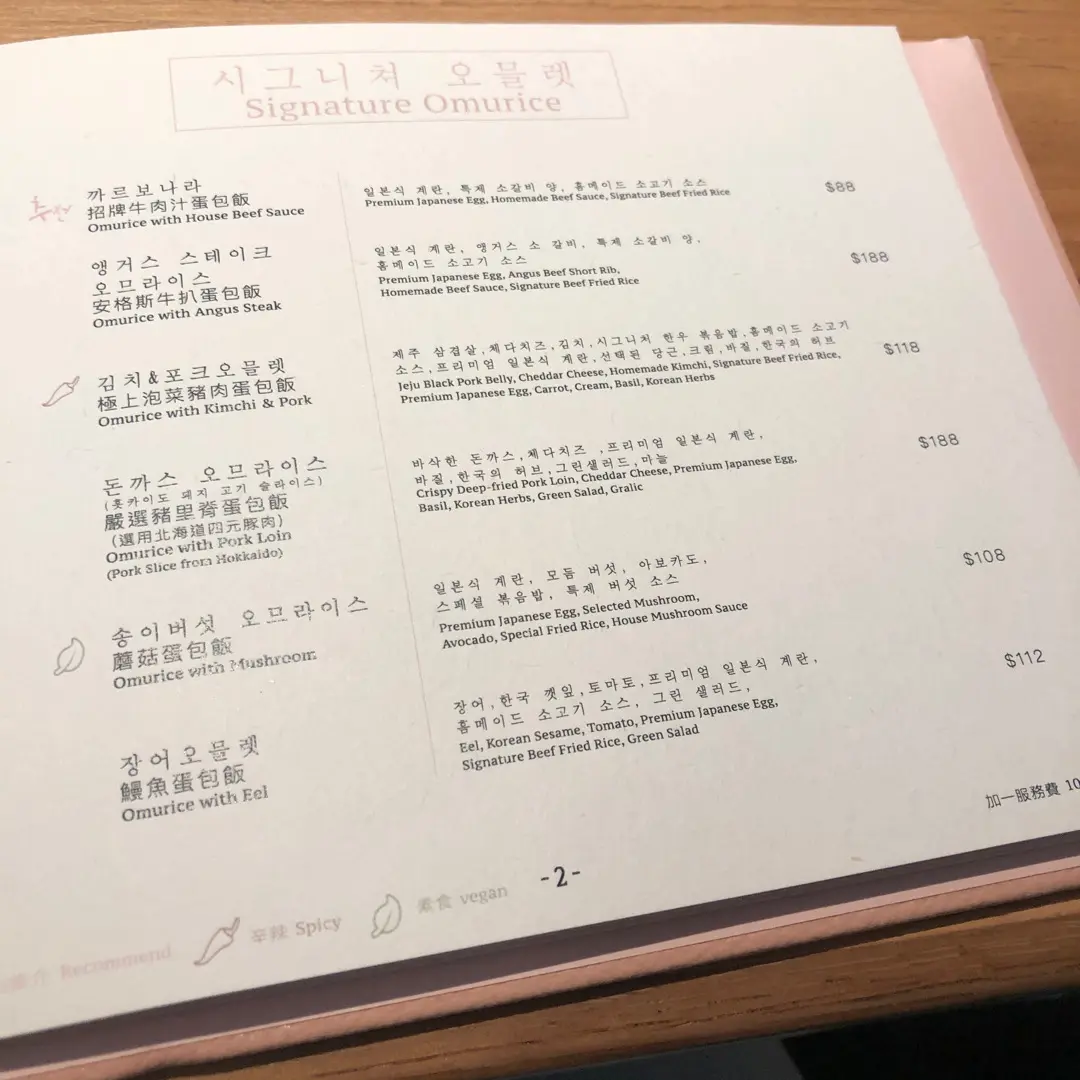 시그니쳐 오믈렛
Signature Omurice
추천
까르보나라
招牌牛肉汁蛋包飯
Omurice with House Beef Sauce
일본식 계란, 특제 소갈비 양, 홈메이드 소고기 소스
Premium Japanese Egg, Homemade Beef Sauce, Signature Beef Fried Rice
$88
앵거스 스테이크
오므라이스
安格斯牛扒蛋包飯
Omurice with Angus Steak
일본식 계란, 앵거스 소 갈비, 특제 소갈비 양,
홈메이드 소고기 소스
Premium Japanese Egg, Angus Beef Short Rib,
Homemade Beef Sauce, Signature Beef Fried Rice
$188
김치&포크오믈렛
極上泡菜豬肉蛋包飯
Omurice with Kimchi & Pork
제주 삼겹살,체다치즈,김치,시그니처 한우 볶음밥,홈메이드 소고기
소스,프리미엄 일본식 계란,선택된 당근,크림,바질,한국의 허브
Jeju Black Pork Belly, Cheddar Cheese, Homemade Kimchi, Signature Beef Fried Rice,
Premium Japanese Egg, Carrot, Cream, Basil, Korean Herbs
$118
돈까스 오므라이스
(홋카이도 돼지 고기 슬라이스)
嚴選豬里脊蛋包飯
(選用北海道四元豚肉)
Omurice with Pork Loin
(Pork Slice from Hokkaido)
바삭한 돈까스,체다치즈 ,프리미엄 일본식 계란,
바질,한국의 허브,그린샐러드,마늘
Crispy Deep-fried Pork Loin, Cheddar Cheese, Premium Japanese Egg,
Basil, Korean Herbs, Green Salad, Gralic
$188
송이버섯 오므라이스
蘑菇蛋包飯
Omurice with Mushroom
일본식 계란, 모듬 버섯, 아보카도,
스페셜 볶음밥, 특제 버섯 소스
Premium Japanese Egg, Selected Mushroom,
Avocado, Special Fried Rice, House Mushroom Sauce
$108
장어오믈렛
鰻魚蛋包飯
Omurice with Eel
장어,한국 깻잎,토마토,프리미엄 일본식 계란,
홈메이드 소고기 소스, 그린 샐러드,
Eel, Korean Sesame, Tomato, Premium Japanese Egg,
Signature Beef Fried Rice, Green Salad
$112
加一服務費 10
-2-
介 Recommend
辛辣 Spicy
素食 vegan